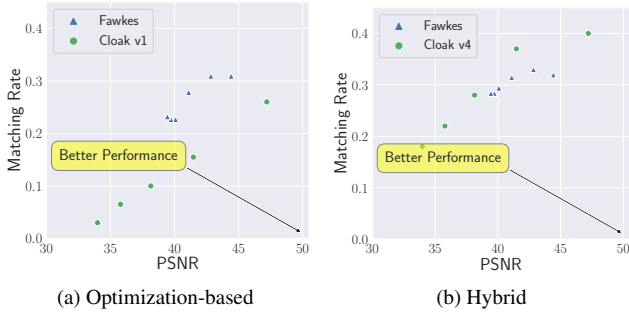 Fawkes
Cloak v1
Matching Rate
0.4
0.3
0.2
0.1
0.0
Better Performance
30 35 40 45 50
PSNR
(a) Optimization-based
Fawkes
Cloak v4
Matching Rate
0.4
0.3
0.2
0.1
0.0
Better Performance
30 35 40 45 50
PSNR
(b) Hybrid